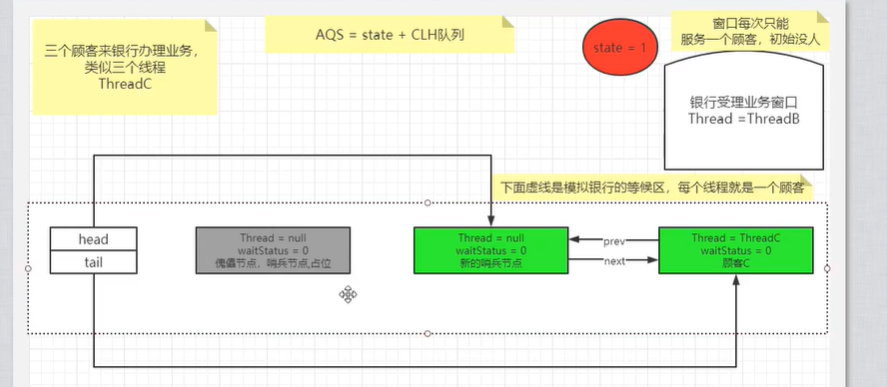 三个顾客来银行办理业务，
类似三个线程
ThreadC
AQS = state + CLH队列
state = 1
窗口每次只能
服务一个顾客，初始没人
银行受理业务窗口
Thread =ThreadB
下面虚线是模拟银行的等候区，每个线程就是一个顾客
head
tail
Thread = null
waitStatus = 0
傀儡节点，哨兵节点,占位
Thread = null
waitStatus = 0
新的哨兵节点
prev
next
Thread = ThreadC
waitStatus = 0
顾客C